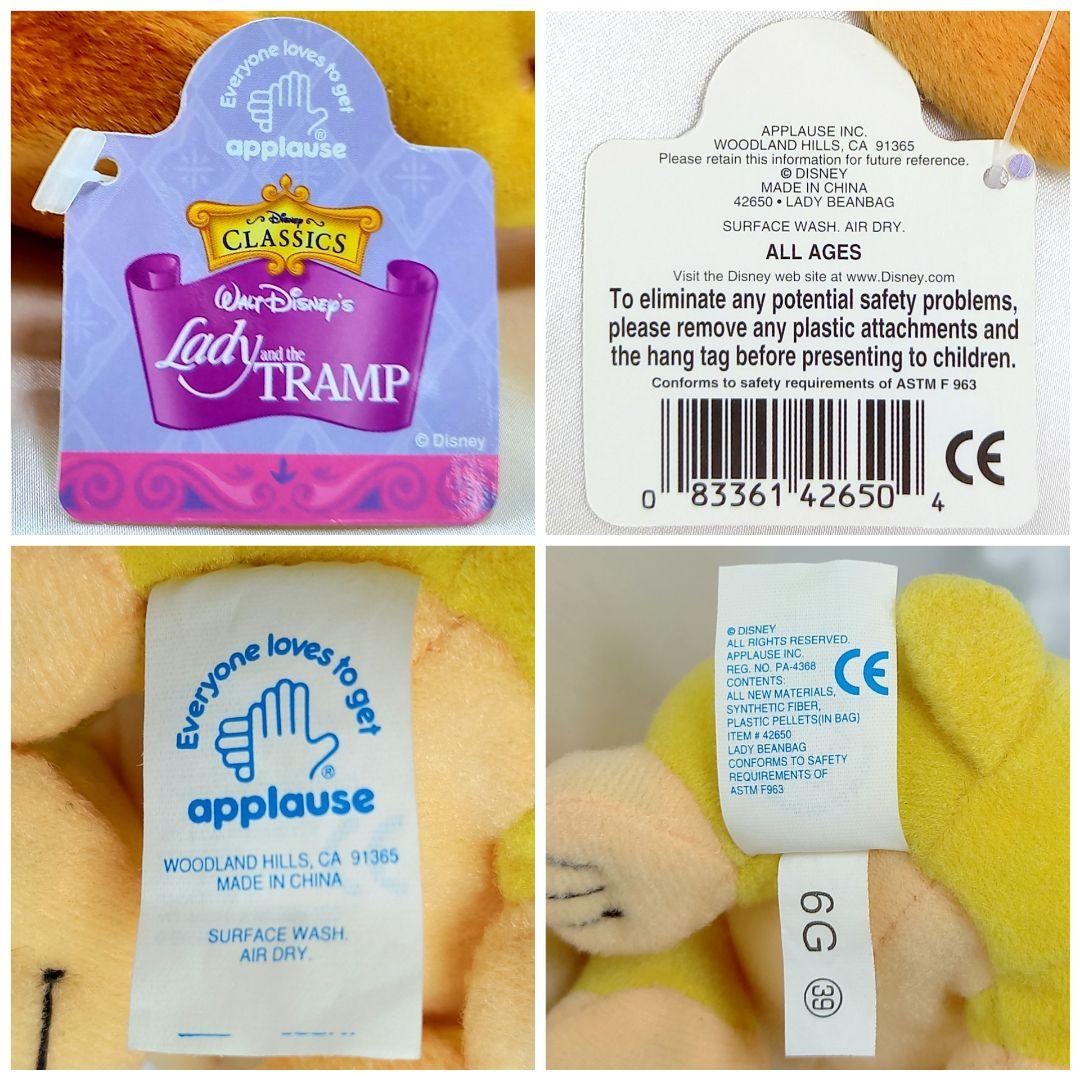 Everyone loves to get
®
applause
Disney
CLASSICS
WALT DISNEY'S
Lady and the
TRAMP
© Disney
APPLAUSE INC.
WOODLAND HILLS, CA 91365
Please retain this information for future reference.
© DISNEY
MADE IN CHINA
42650 • LADY BEANBAG
SURFACE WASH. AIR DRY.
ALL AGES
Visit the Disney web site at www.Disney.com
To eliminate any potential safety problems,
please remove any plastic attachments and
the hang tag before presenting to children.
Conforms to safety requirements of ASTM F 963
CE
0 83361 42650 4
Everyone loves to get
®
applause
WOODLAND HILLS, CA 91365
MADE IN CHINA
SURFACE WASH.
AIR DRY.
© DISNEY
ALL RIGHTS RESERVED.
APPLAUSE INC.
REG. NO. PA-4368
CE
CONTENTS:
ALL NEW MATERIALS,
SYNTHETIC FIBER,
PLASTIC PELLETS(IN BAG)
ITEM # 42650
LADY BEANBAG
CONFORMS TO SAFETY
REQUIREMENTS OF
ASTM F963
6G 39